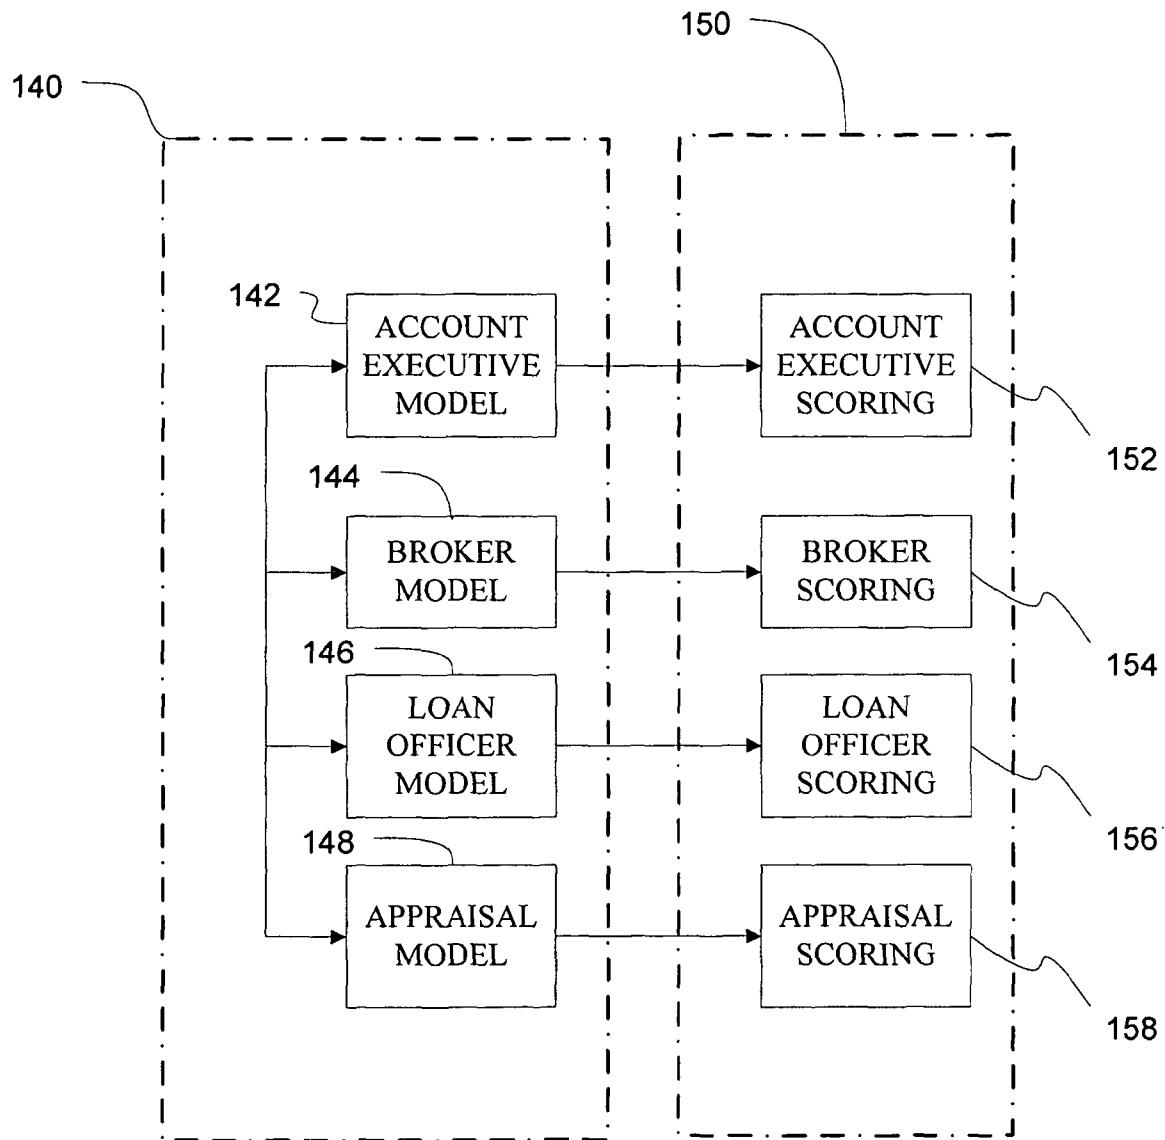 150
140
142
ACCOUNT
EXECUTIVE
MODEL
ACCOUNT
EXECUTIVE
SCORING
152
144
BROKER
MODEL
BROKER
SCORING
154
146
LOAN
OFFICER
MODEL
LOAN
OFFICER
SCORING
156
148
APPRAISAL
MODEL
APPRAISAL
SCORING
158